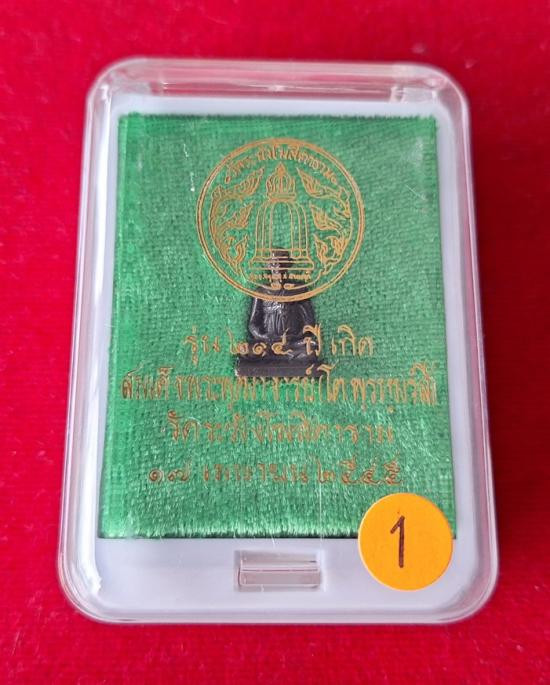 วัดระฆังโฆสิตาราม
รุ่น ๒๑๔ ปี เกิด
สมเด็จพระพุฒาจารย์(โต พฺรหฺมรํสี)
วัดระฆังโฆสิตาราม
๑๗ เมษายน ๒๕๔๕
1